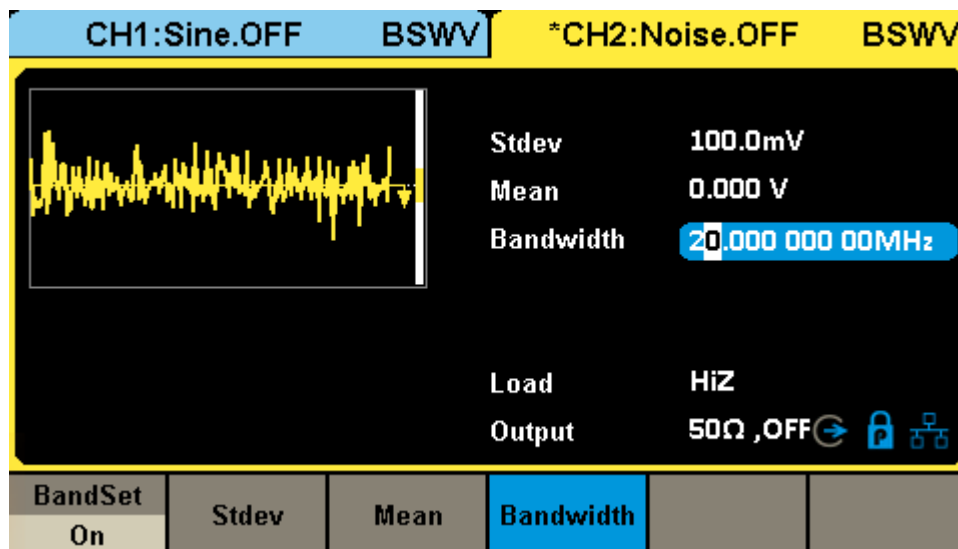 CH1:Sine.OFF BSWV *CH2:Noise.OFF BSWV
Stdev 100.0mV
Mean 0.000 V
Bandwidth 20.000 000 00MHz
Load HiZ
Output 50Ω ,OFF P
BandSet
On
Stdev Mean Bandwidth